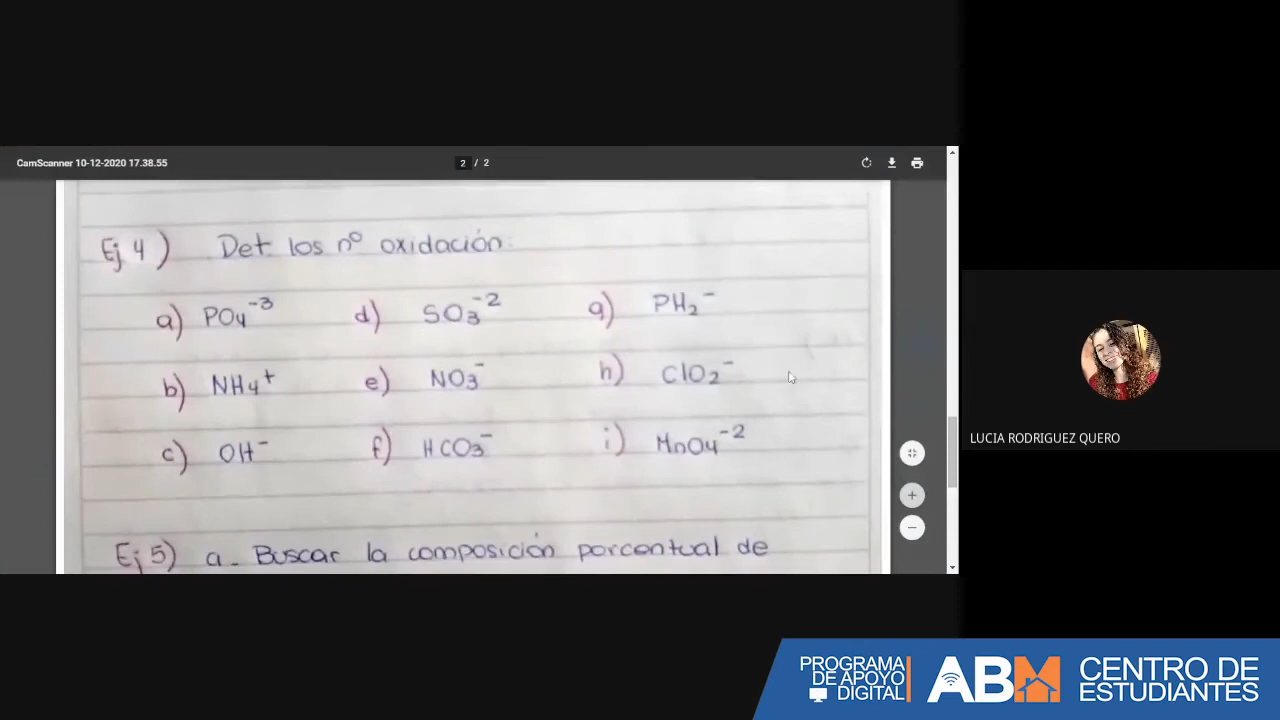 CamScanner 10-12-2020 17.38.55
2 / 2
Ej 4) Det. los nº oxidación.
a) PO₄⁻³ d) SO₃⁻² g) PH₂⁻
b) NH₄⁺ e) NO₃⁻ h) ClO₂⁻
c) OH⁻ f) HCO₃⁻ i) MnO₄⁻²
Ej 5) a. Buscar la composición porcentual de
LUCIA RODRIGUEZ QUERO
PROGRAMA DE APOYO DIGITAL
ABM
CENTRO DE ESTUDIANTES